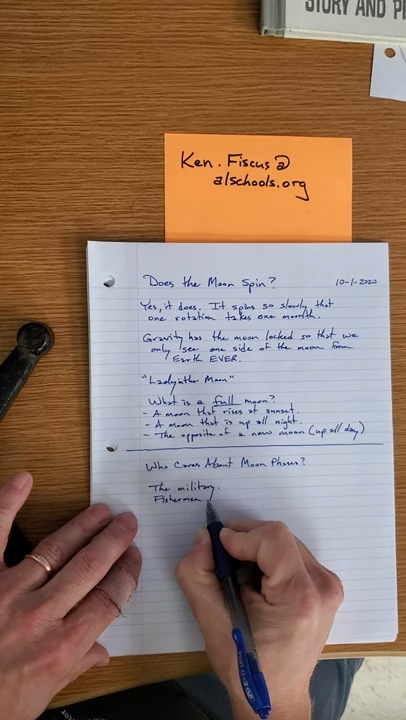 STORY AND
Ken.Fiscus@
alschools.org
Does the Moon Spin? 10-1-2020
Yes, it does. It spins so slowly that
one rotation takes one month.
Gravity has the moon locked so that we
only see one side of the moon from
Earth EVER.
"Lady in the Moon"
What is a full moon?
- A moon that rises at sunset.
- A moon that is up all night.
- The opposite of a new moon (up all day)
Who Cares About Moon Phases?
The military.
Fishermen